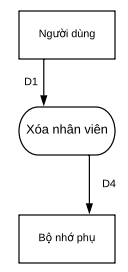 Người dùng
D1
Xóa nhân viên
D4
Bộ nhớ phụ